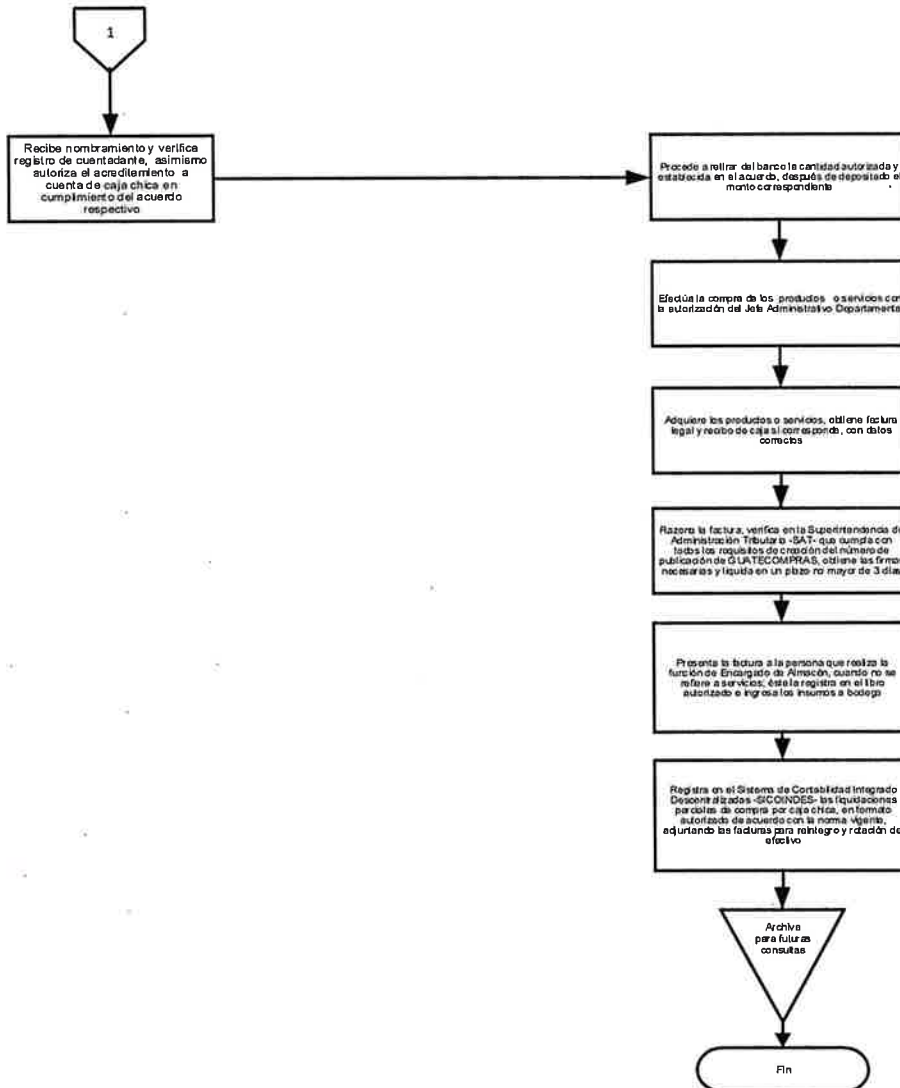 1
Recibe nombramiento y verifica
registro de cuentadante, asimismo
autoriza el acreditamiento a
cuenta de caja chica en
cumplimiento del acuerdo
respectivo
Procede a retirar del banco la cantidad autorizada y
establecida en el acuerdo, después de depositado el
monto correspondiente
Efectúa la compra de los productos o servicios con
la autorización del Jefe Administrativo Departamental
Adquiere los productos o servicios, obtiene factura
legal y recibo de caja si corresponde, con datos
correctos
Razona la factura, verifica en la Superintendencia de
Administración Tributaria -SAT- que cumpla con
todos los requisitos de creación del número de
publicación de GUATECOMPRAS, obtiene las firmas
necesarias y liquida en un plazo no mayor de 3 días
Presenta la factura a la persona que realiza la
función de Encargado de Almacén, cuando no se
refiere a servicios; ésta la registra en el libro
autorizado e ingresa los insumos a bodega
Registra en el Sistema de Contabilidad Integrado
Descentralizadas -SICOINDES- las liquidaciones
parciales de compra por caja chica, en formato
autorizado de acuerdo con la norma vigente,
adjuntando las facturas para reintegro y rotación de
efectivo
Archiva
para futuras
consultas
Fin